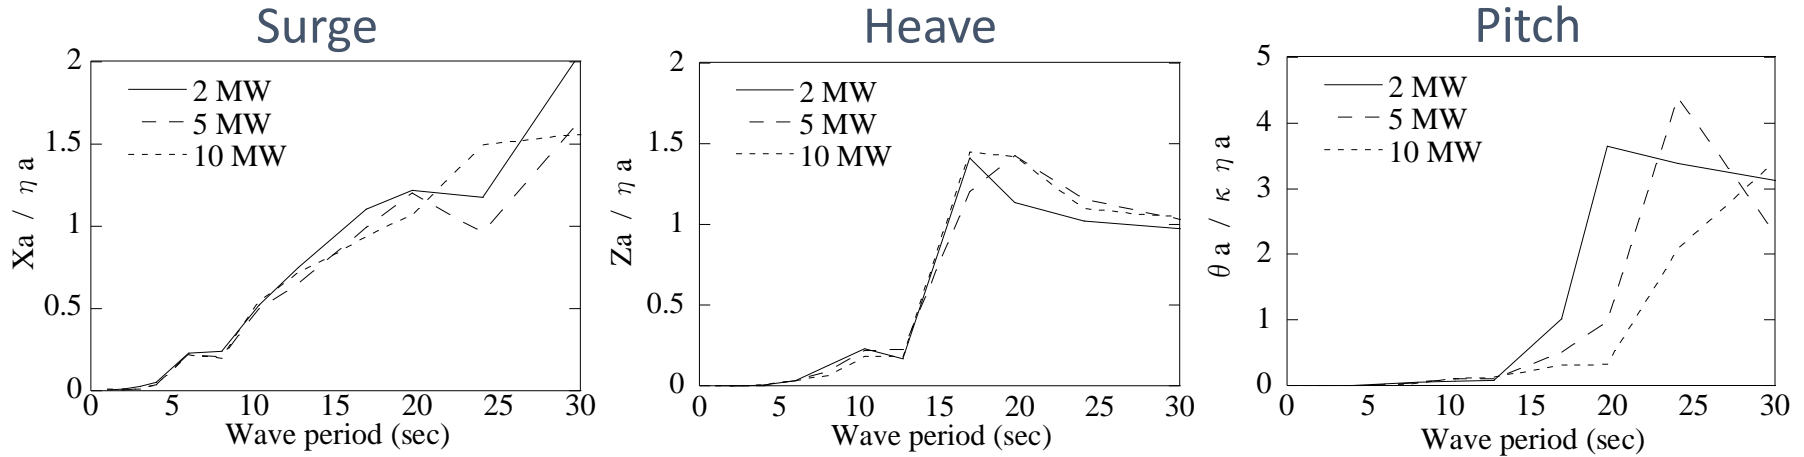 Surge
Xa / η a
2
1.5
1
0.5
0
2 MW
5 MW
10 MW
0 5 10 15 20 25 30
Wave period (sec)
Heave
Za / η a
2
1.5
1
0.5
0
2 MW
5 MW
10 MW
0 5 10 15 20 25 30
Wave period (sec)
Pitch
θ a / κ η a
5
4
3
2
1
0
2 MW
5 MW
10 MW
0 5 10 15 20 25 30
Wave period (sec)